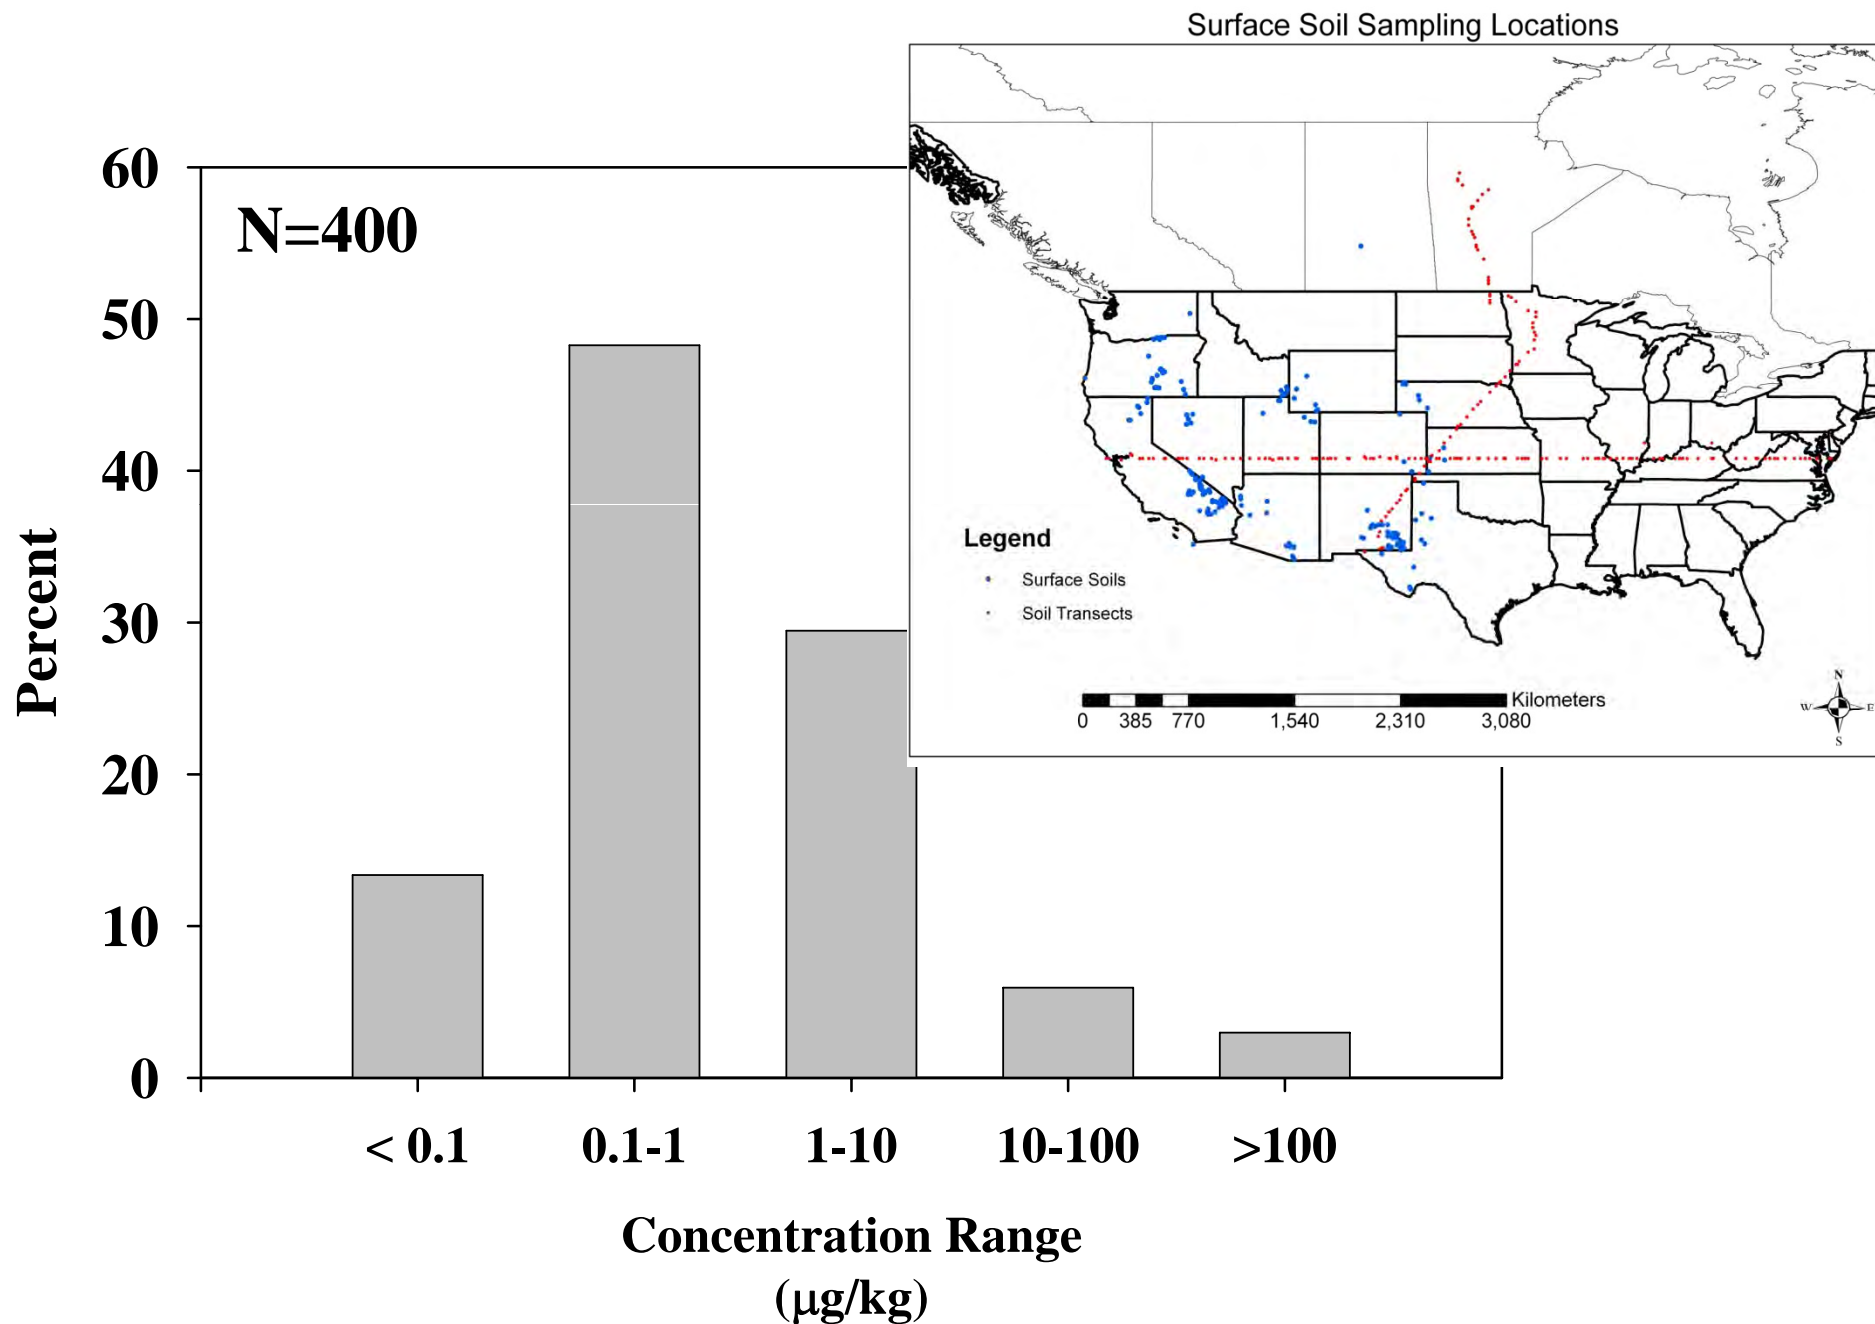 Surface Soil Sampling Locations
N=400
60
50
40
30
20
10
0
Percent
Legend
Surface Soils
Soil Transects
Kilometers
0 385 770 1,540 2,310 3,080
N
W E
S
< 0.1 0.1-1 1-10 10-100 >100
Concentration Range
(μg/kg)